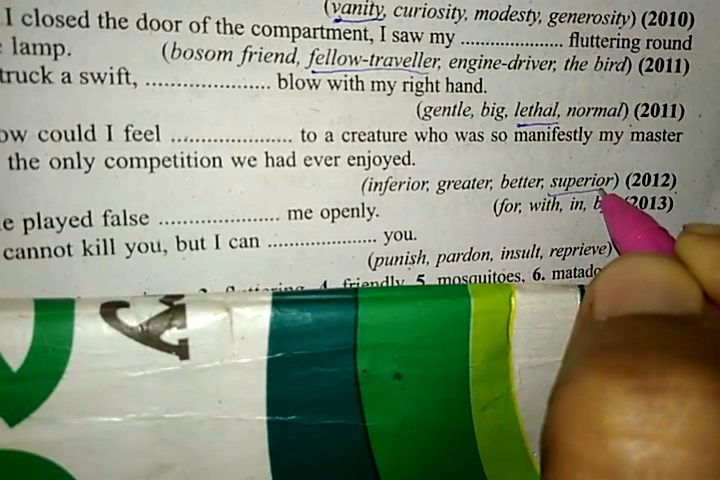 (vanity, curiosity, modesty, generosity) (2010)
I closed the door of the compartment, I saw my ..................... fluttering round
lamp.
(bosom friend, fellow-traveller, engine-driver, the bird) (2011)
truck a swift, ..................... blow with my right hand.
(gentle, big, lethal, normal) (2011)
ow could I feel ..................... to a creature who was so manifestly my master
the only competition we had ever enjoyed.
(inferior, greater, better, superior) (2012)
e played false ..................... me openly.
(for, with, in, 2013)
cannot kill you, but I can ................... you.
(punish, pardon, insult, reprieve)
4. friendly 5. mosquitoes, 6.
A